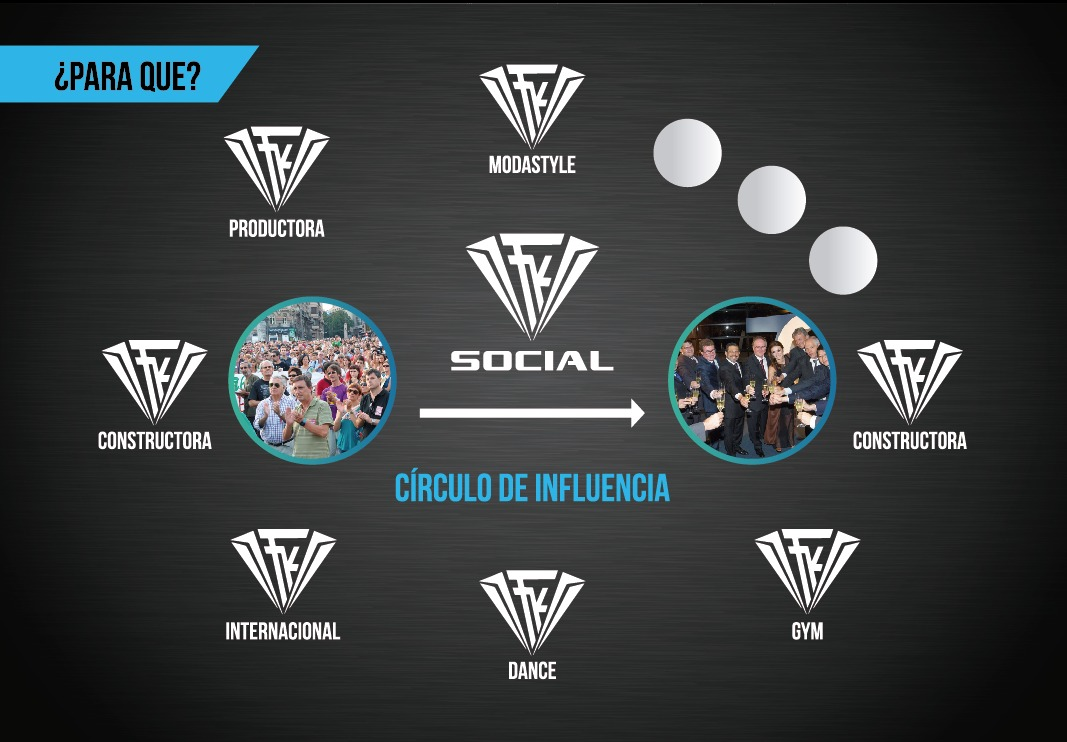 ¿PARA QUE?
MODASTYLE
PRODUCTORA
SOCIAL
CONSTRUCTORA
CONSTRUCTORA
CÍRCULO DE INFLUENCIA
INTERNACIONAL
GYM
DANCE